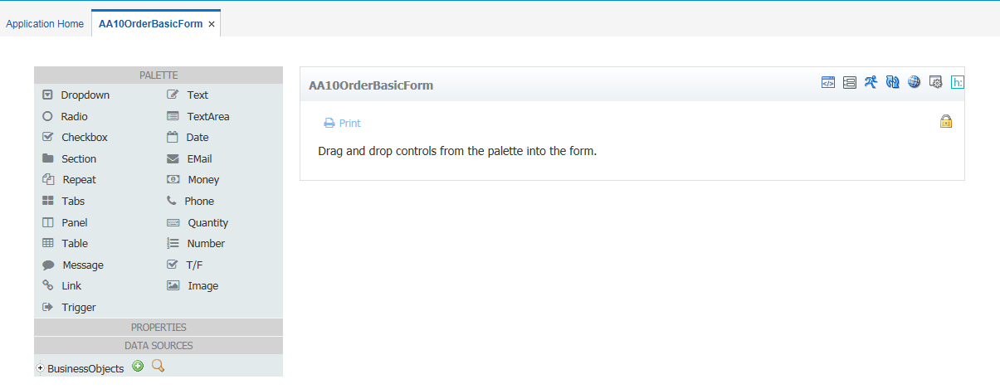 Application Home
AA10OrderBasicForm ×
PALETTE
Dropdown Text
Radio TextArea
Checkbox Date
Section EMail
Repeat Money
Tabs Phone
Panel Quantity
Table Number
Message T/F
Link Image
Trigger
PROPERTIES
DATA SOURCES
BusinessObjects
AA10OrderBasicForm
h:
Print
Drag and drop controls from the palette into the form.